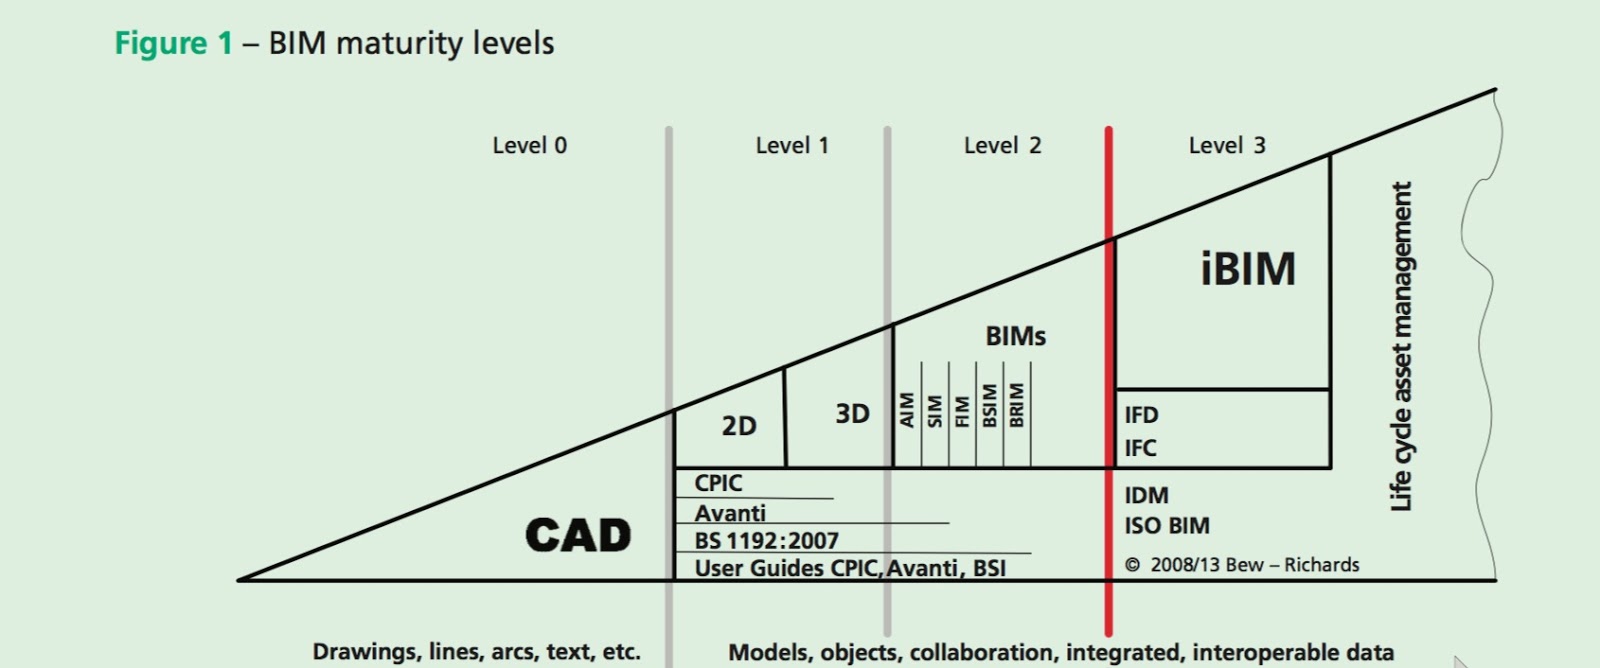 Figure 1 – BIM maturity levels
Level 0
Level 1
Level 2
Level 3
iBIM
BIMs
2D
3D
AIM
SIM
FIM
BSIM
BRIM
IFD
IFC
Life cycle asset management
CAD
CPIC
Avanti
BS 1192:2007
User Guides CPIC, Avanti, BSI
IDM
ISO BIM
© 2008/13 Bew – Richards
Drawings, lines, arcs, text, etc.
Models, objects, collaboration, integrated, interoperable data